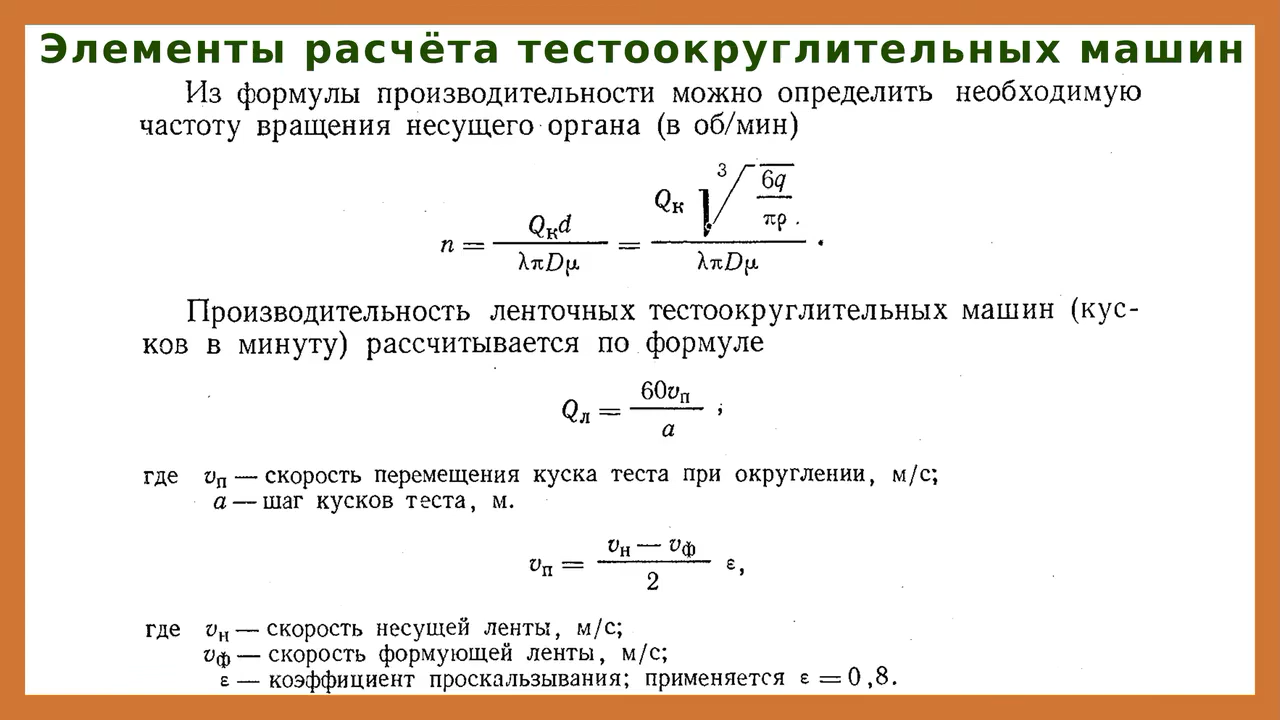 Элементы расчёта тестоокруглительных машин
Из формулы производительности можно определить необходимую
частоту вращения несущего органа (в об/мин)
n = Qкd / λπDμ = Qк ∛(6q / πρ) / λπDμ .
Производительность ленточных тестоокруглительных машин (кус-
ков в минуту) рассчитывается по формуле
Qл = 60vп / a ,
где vп — скорость перемещения куска теста при округлении, м/с;
a — шаг кусков теста, м.
vп = vн — vф / 2 ε,
где vн — скорость несущей ленты, м/с;
vф — скорость формующей ленты, м/с;
ε — коэффициент проскальзывания; применяется ε = 0,8.